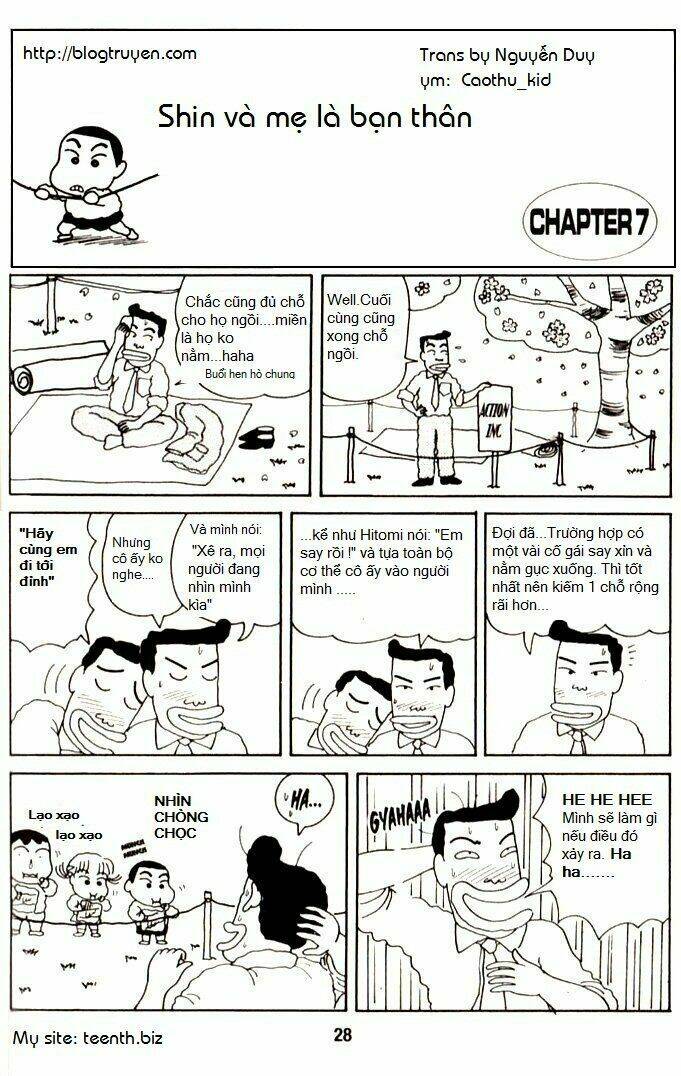 http://blogtruyen.com
Trans by Nguyễn Duy
ym: Caothu_kid
Shin và mẹ là bạn thân
CHAPTER 7
Chắc cũng đủ chỗ
cho họ ngồi....miền
là họ ko
nằm...haha
Buổi hẹn hò chung
Well.Cuối
cùng cũng
xong chỗ
ngồi.
ACTION
INC
"Hãy
cùng em
đi tới
đỉnh"
Nhưng
cô ấy ko
nghe....
Và mình nói:
"Xê ra, mọi
người đang
nhìn mình
kìa"
...kể như Hitomi nói: "Em
say rồi !" và tựa toàn bộ
cơ thể cô ấy vào người
mình .....
Đợi đã...Trường hợp có
một vài cố gái say xỉn và
nằm gục xuống. Thì tốt
nhất nên kiếm 1 chỗ rộng
rãi hơn...
Lạo xạo
lạo xạo
NHÌN
CHÒNG
CHỌC
MUNCH
MUNCH
HA...
GYAHAAA
HE HE HEE
Mình sẽ làm gì
nếu điều đó
xảy ra. Ha
ha.......
My site: teenth.biz
28